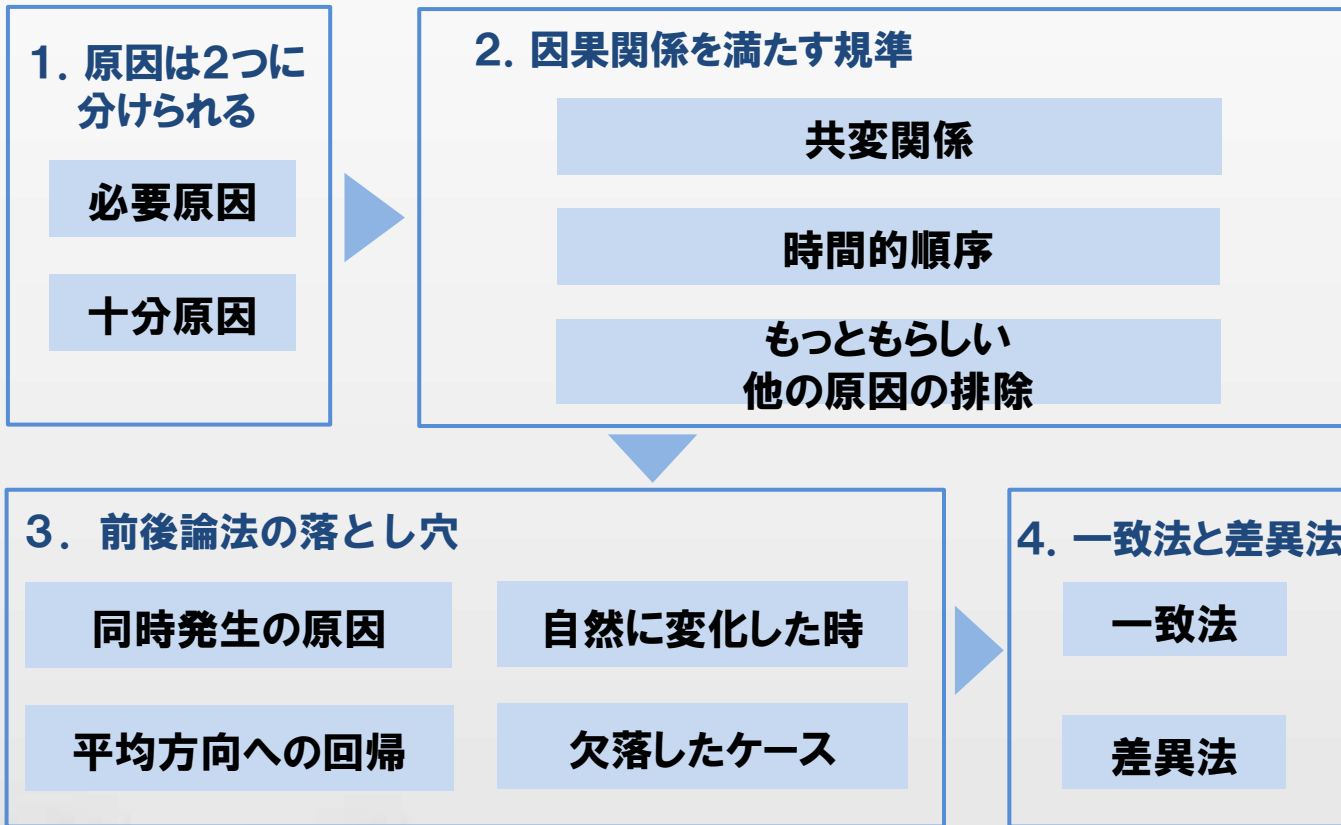 1. 原因は2つに
分けられる
必要原因
十分原因
2. 因果関係を満たす規準
共変関係
時間的順序
もっともらしい
他の原因の排除
3. 前後論法の落とし穴
同時発生の原因
自然に変化した時
平均方向への回帰
欠落したケース
4. 一致法と差異法
一致法
差異法